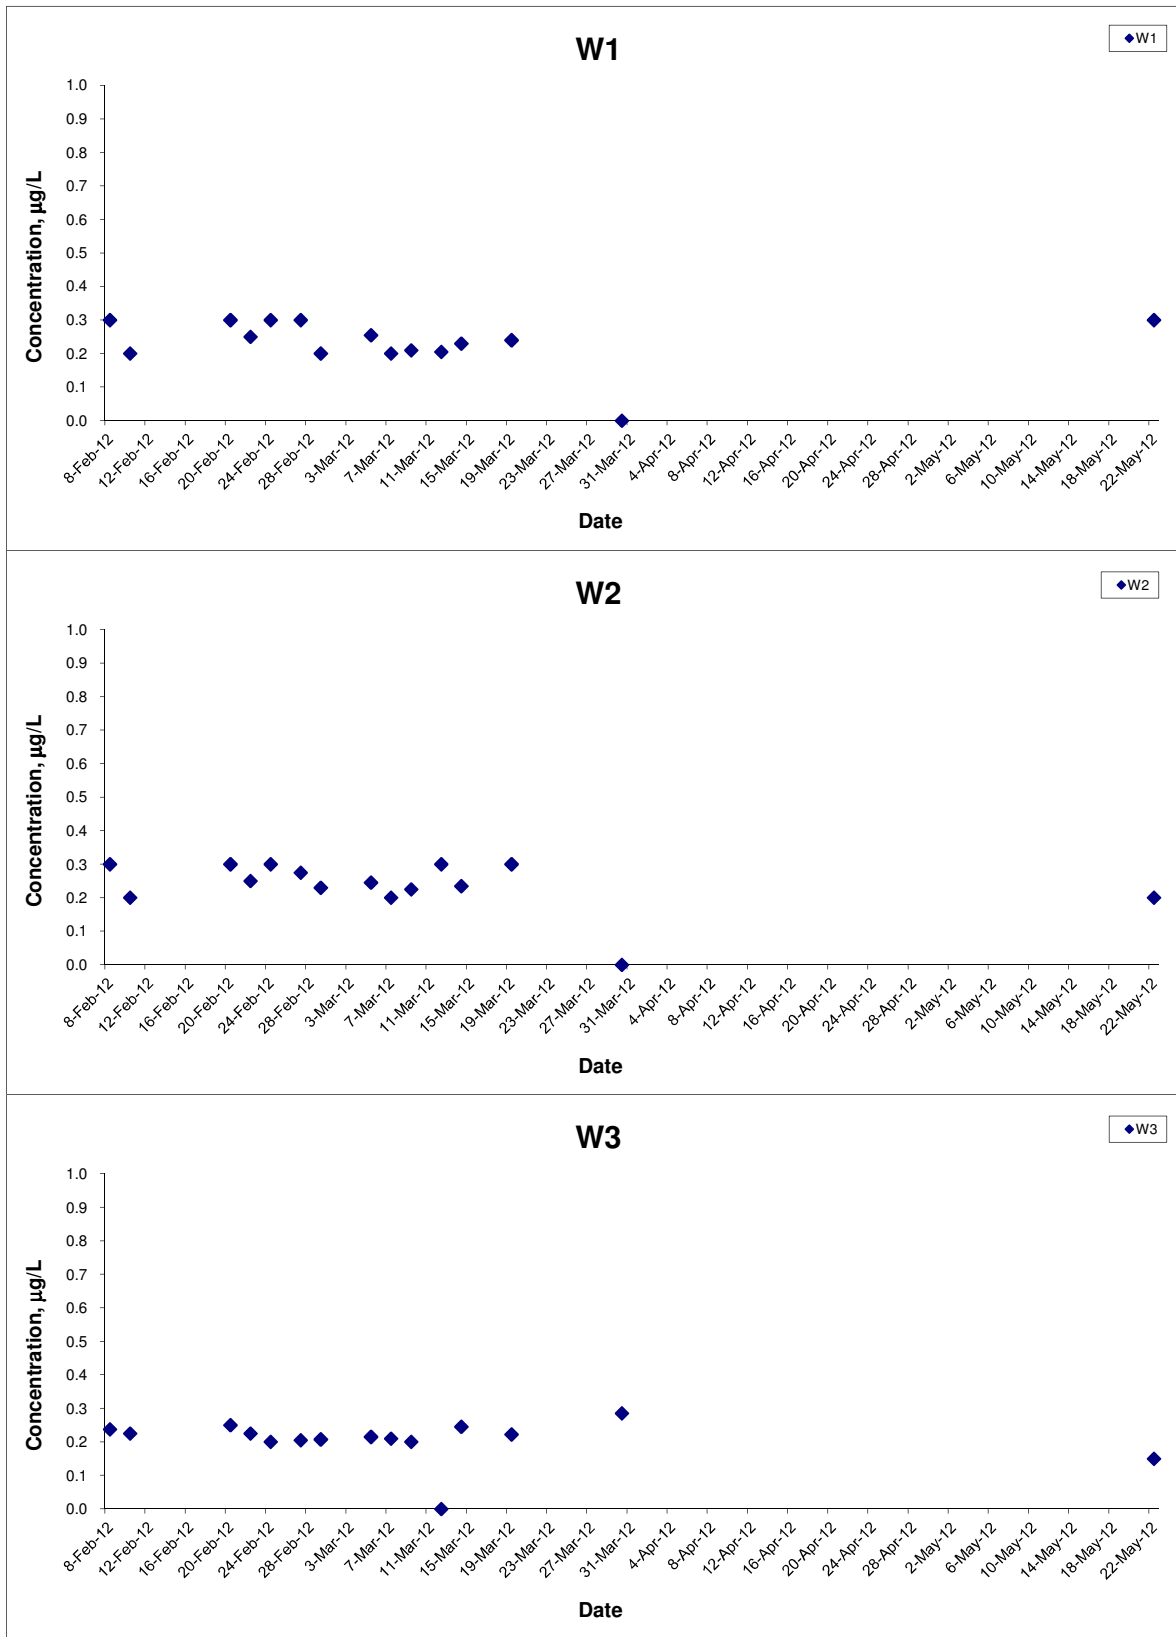 W1
W1
Concentration, µg/L
1.0
0.9
0.8
0.7
0.6
0.5
0.4
0.3
0.2
0.1
0.0
8-Feb-12
12-Feb-12
16-Feb-12
20-Feb-12
24-Feb-12
28-Feb-12
3-Mar-12
7-Mar-12
11-Mar-12
15-Mar-12
19-Mar-12
23-Mar-12
27-Mar-12
31-Mar-12
4-Apr-12
8-Apr-12
12-Apr-12
16-Apr-12
20-Apr-12
24-Apr-12
28-Apr-12
2-May-12
6-May-12
10-May-12
14-May-12
18-May-12
22-May-12
Date
W2
W2
Concentration, µg/L
1.0
0.9
0.8
0.7
0.6
0.5
0.4
0.3
0.2
0.1
0.0
8-Feb-12
12-Feb-12
16-Feb-12
20-Feb-12
24-Feb-12
28-Feb-12
3-Mar-12
7-Mar-12
11-Mar-12
15-Mar-12
19-Mar-12
23-Mar-12
27-Mar-12
31-Mar-12
4-Apr-12
8-Apr-12
12-Apr-12
16-Apr-12
20-Apr-12
24-Apr-12
28-Apr-12
2-May-12
6-May-12
10-May-12
14-May-12
18-May-12
22-May-12
Date
W3
W3
Concentration, µg/L
1.0
0.9
0.8
0.7
0.6
0.5
0.4
0.3
0.2
0.1
0.0
8-Feb-12
12-Feb-12
16-Feb-12
20-Feb-12
24-Feb-12
28-Feb-12
3-Mar-12
7-Mar-12
11-Mar-12
15-Mar-12
19-Mar-12
23-Mar-12
27-Mar-12
31-Mar-12
4-Apr-12
8-Apr-12
12-Apr-12
16-Apr-12
20-Apr-12
24-Apr-12
28-Apr-12
2-May-12
6-May-12
10-May-12
14-May-12
18-May-12
22-May-12
Date